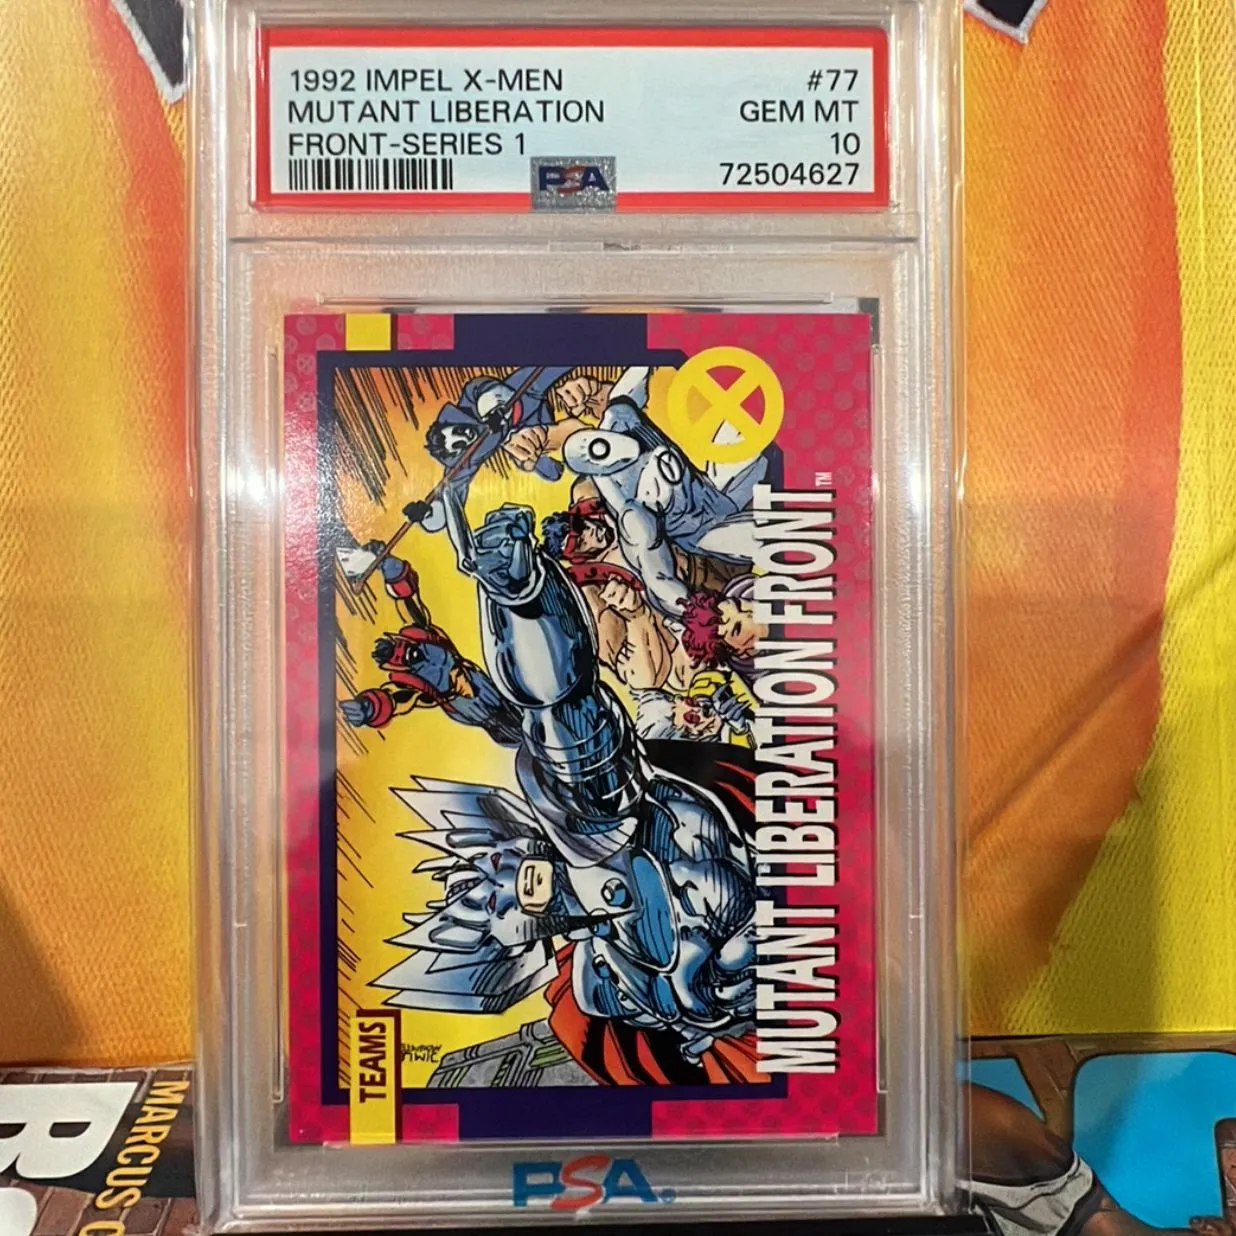 1992 IMPEL X-MEN #77
MUTANT LIBERATION GEM MT
FRONT-SERIES 1 10
PSA 72504627
MUTANT LIBERATION FRONT™
TEAMS
PSA®
MARCUS